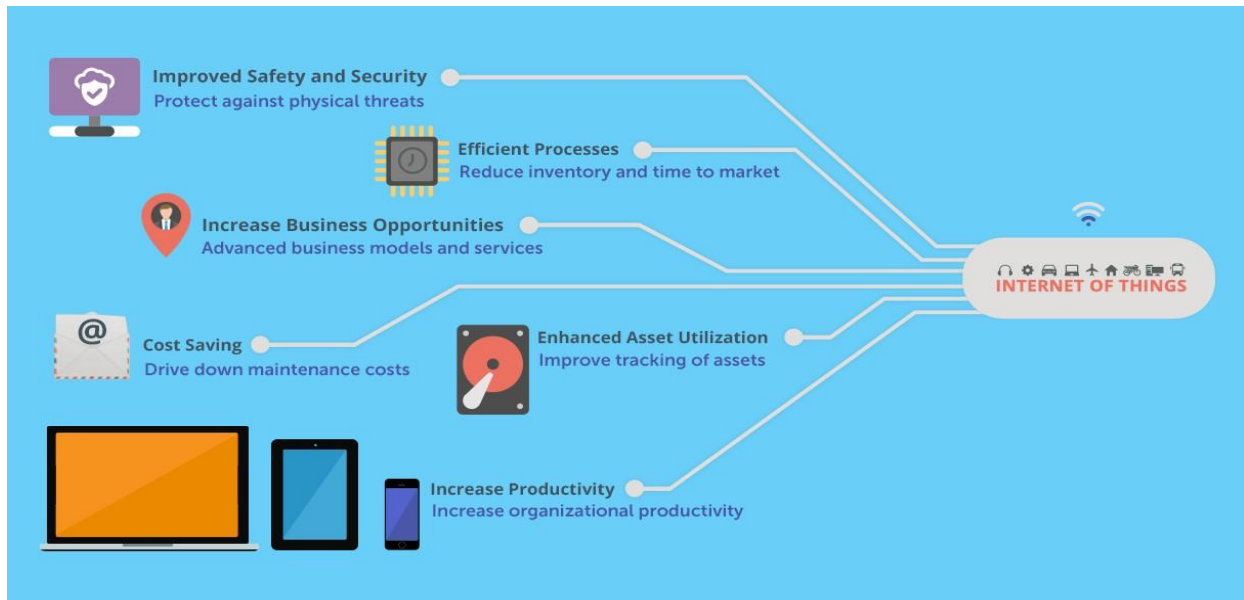 Improved Safety and Security
Protect against physical threats
Efficient Processes
Reduce inventory and time to market
Increase Business Opportunities
Advanced business models and services
INTERNET OF THINGS
@
Cost Saving
Drive down maintenance costs
Enhanced Asset Utilization
Improve tracking of assets
Increase Productivity
Increase organizational productivity